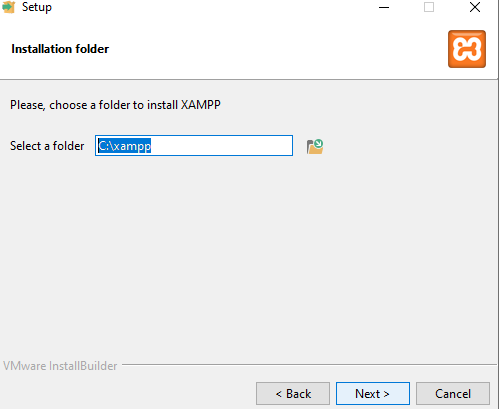 Setup
Installation folder
Please, choose a folder to install XAMPP
Select a folder C:\xampp
VMware InstallBuilder
< Back Next > Cancel